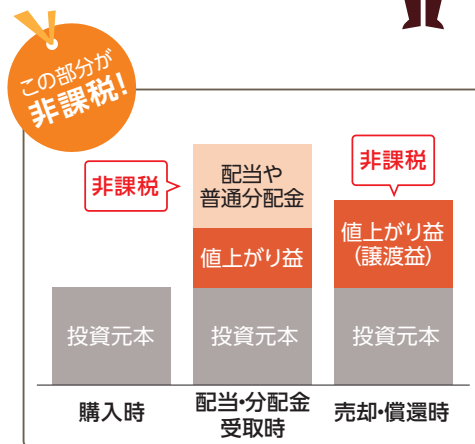 この部分が
非課税!
非課税
配当や
普通分配金
非課税
値上がり益
値上がり益
(譲渡益)
投資元本
投資元本
投資元本
購入時
配当・分配金
受取時
売却・償還時